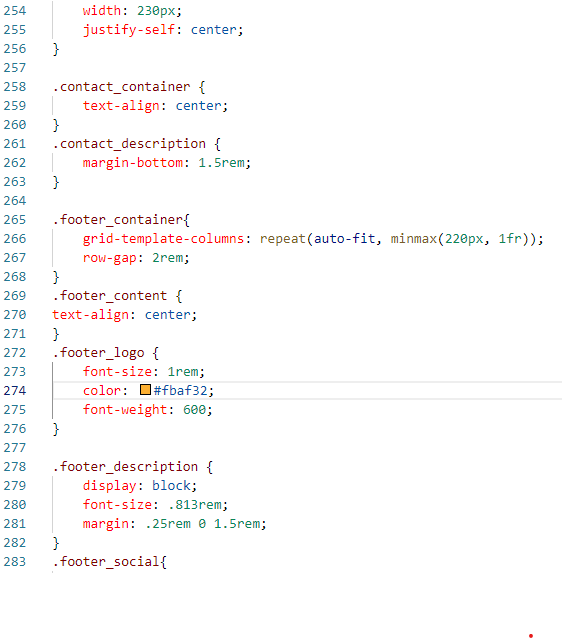 254 width: 230px;
255 justify-self: center;
256 }
257
258 .contact_container {
259 text-align: center;
260 }
261 .contact_description {
262 margin-bottom: 1.5rem;
263 }
264
265 .footer_container{
266 grid-template-columns: repeat(auto-fit, minmax(220px, 1fr));
267 row-gap: 2rem;
268 }
269 .footer_content {
270 text-align: center;
271 }
272 .footer_logo {
273 font-size: 1rem;
274 color: #fbaf32;
275 font-weight: 600;
276 }
277
278 .footer_description {
279 display: block;
280 font-size: .813rem;
281 margin: .25rem 0 1.5rem;
282 }
283 .footer_social{